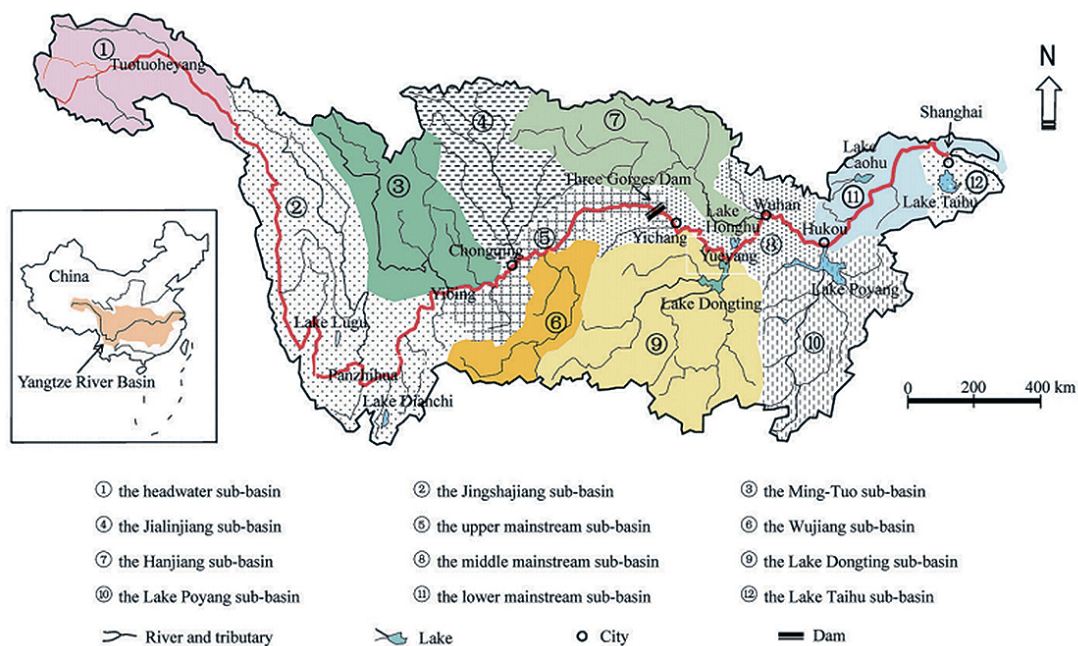 ①
Tuotuoheyang
②
③
④
⑦
N
Shanghai
Lake
Caohu
⑪
⑫
Lake Taihu
Three Gorges Dam
Wuhan
Lake
Honghu
Hukou
Chongqing
⑤
Yichang
Yueyang
⑧
Yibing
Lake Dongting
Lake Poyang
Lake Lugu
⑥
⑨
⑩
Panzhihua
Lake Dianchi
0 200 400 km
China
Yangtze River Basin
① the headwater sub-basin ② the Jingshajiang sub-basin ③ the Ming-Tuo sub-basin
④ the Jialinjiang sub-basin ⑤ the upper mainstream sub-basin ⑥ the Wujiang sub-basin
⑦ the Hanjiang sub-basin ⑧ the middle mainstream sub-basin ⑨ the Lake Dongting sub-basin
⑩ the Lake Poyang sub-basin ⑪ the lower mainstream sub-basin ⑫ the Lake Taihu sub-basin
River and tributary Lake City Dam